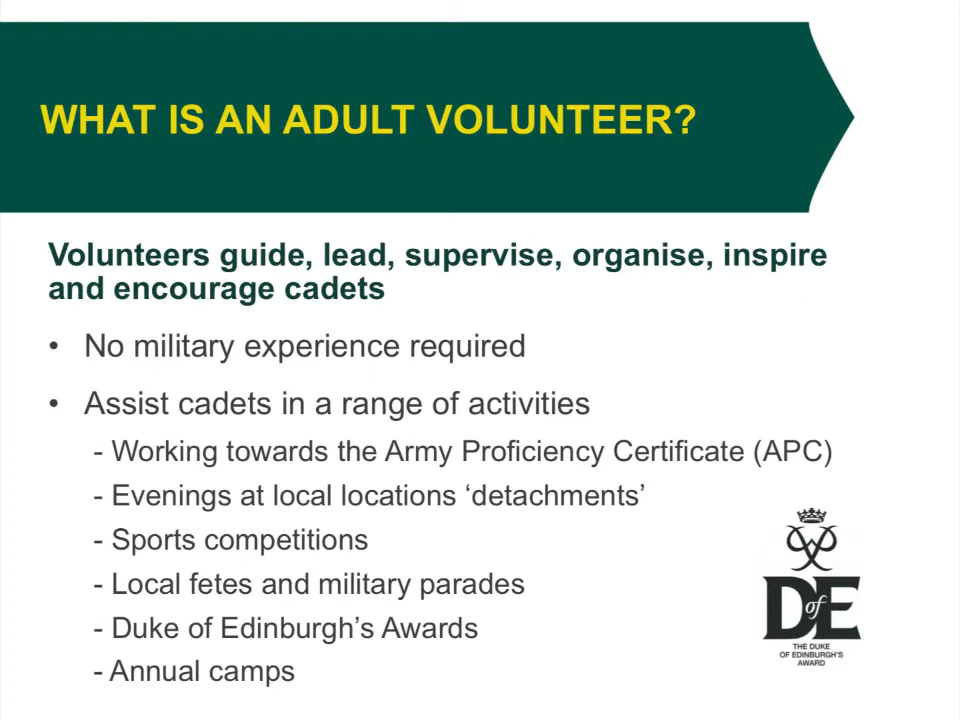 WHAT IS AN ADULT VOLUNTEER?
Volunteers guide, lead, supervise, organise, inspire
and encourage cadets
• No military experience required
• Assist cadets in a range of activities
- Working towards the Army Proficiency Certificate (APC)
- Evenings at local locations ‘detachments’
- Sports competitions
- Local fetes and military parades
- Duke of Edinburgh’s Awards
- Annual camps
DofE
THE DUKE
OF EDINBURGH'S
AWARD